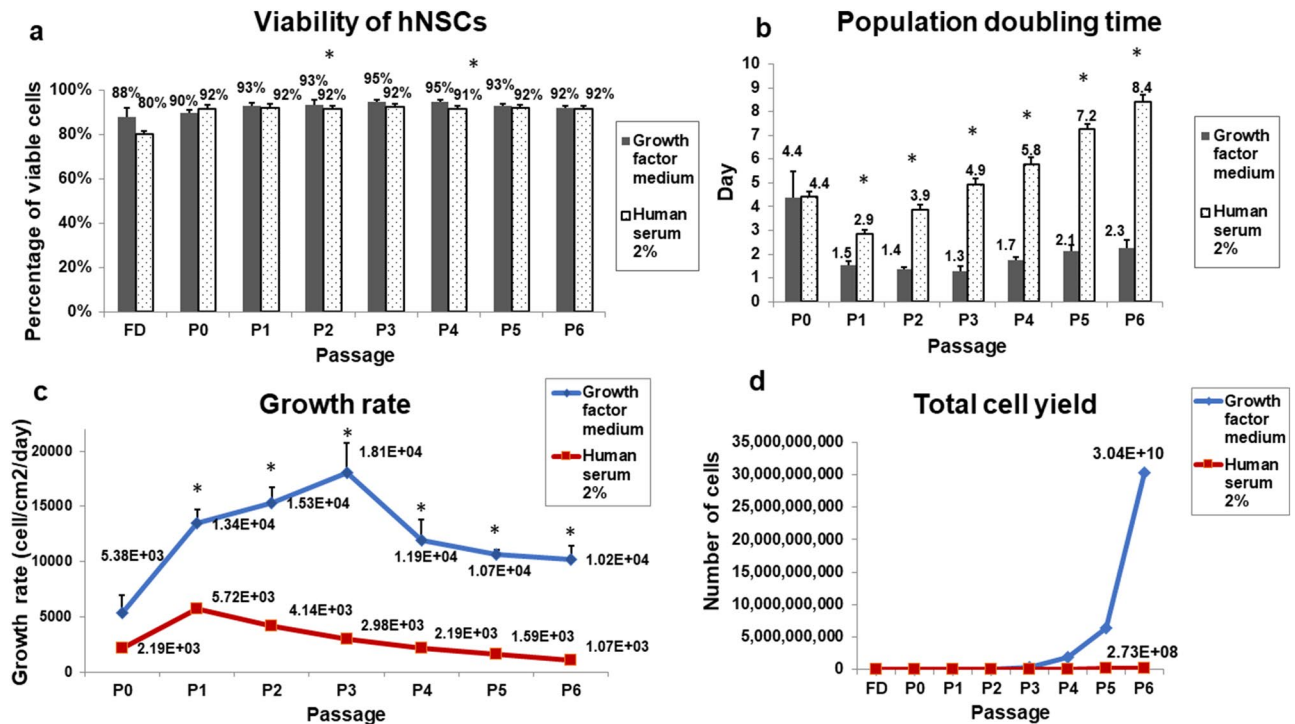 a
Viability of hNSCs
Percentage of viable cells
100%
80%
60%
40%
20%
0%
88%
80%
90%
92%
93%
92%
93%
*
92%
95%
92%
95%
*
91%
93%
92%
92%
92%
FD P0 P1 P2 P3 P4 P5 P6
Passage
Growth
factor
medium
Human
serum
2%
b
Population doubling time
Day
10
9
8
7
6
5
4
3
2
1
0
4.4
4.4
1.5
*
2.9
1.4
*
3.9
1.3
*
4.9
1.7
*
5.8
2.1
*
7.2
2.3
*
8.4
P0 P1 P2 P3 P4 P5 P6
Passage
Growth
factor
medium
Human
serum
2%
c
Growth rate
Growth rate (cell/cm2/day)
20000
15000
10000
5000
0
5.38E+03
*
1.34E+04
*
1.53E+04
*
1.81E+04
*
1.19E+04
*
1.07E+04
*
1.02E+04
2.19E+03
5.72E+03
4.14E+03
2.98E+03
2.19E+03
1.59E+03
1.07E+03
P0 P1 P2 P3 P4 P5 P6
Passage
Growth
factor
medium
Human
serum
2%
d
Total cell yield
Number of cells
35,000,000,000
30,000,000,000
25,000,000,000
20,000,000,000
15,000,000,000
10,000,000,000
5,000,000,000
0
3.04E+10
2.73E+08
FD P0 P1 P2 P3 P4 P5 P6
Passage
Growth
factor
medium
Human
serum
2%